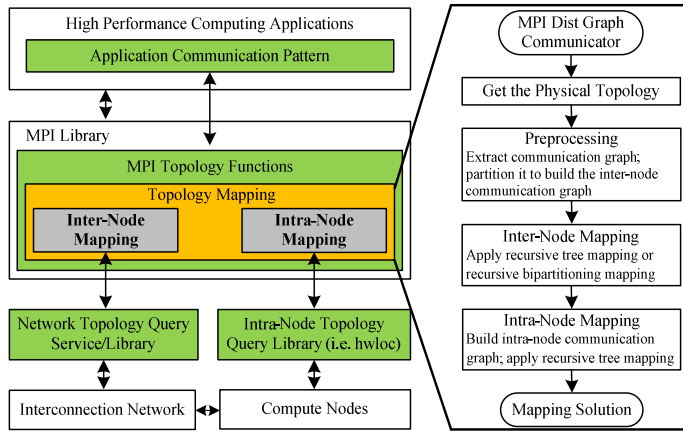 High Performance Computing Applications
Application Communication Pattern
MPI Library
MPI Topology Functions
Topology Mapping
Inter-Node
Mapping
Intra-Node
Mapping
Network Topology Query
Service/Library
Intra-Node Topology
Query Library (i.e. hwloc)
Interconnection Network
Compute Nodes
MPI Dist Graph
Communicator
Get the Physical Topology
Preprocessing
Extract communication graph;
partition it to build the inter-node
communication graph
Inter-Node Mapping
Apply recursive tree mapping or
recursive bipartitioning mapping
Intra-Node Mapping
Build intra-node communication
graph; apply recursive tree mapping
Mapping Solution